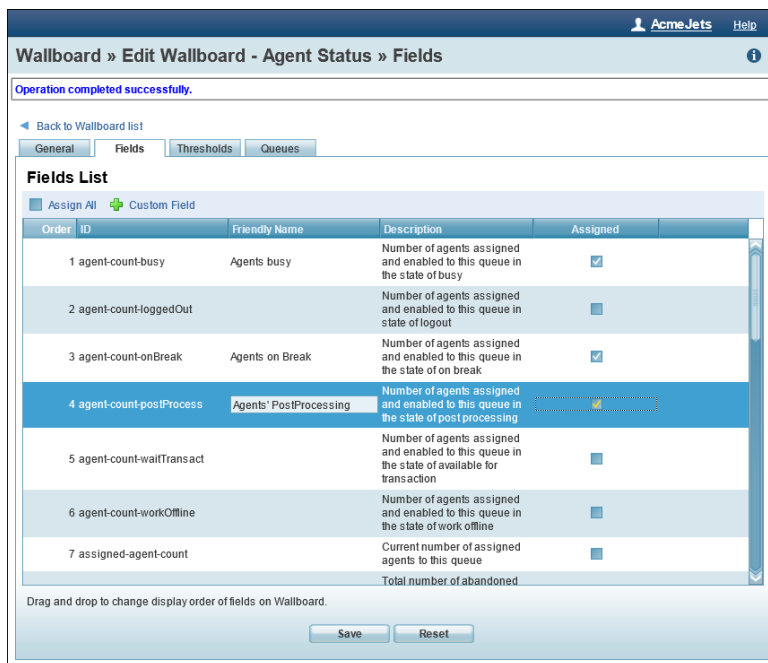 AcmeJets Help
Wallboard » Edit Wallboard - Agent Status » Fields
Operation completed successfully.
Back to Wallboard list
General Fields Thresholds Queues
Fields List
Assign All Custom Field
Order ID Friendly Name Description Assigned
1 agent-count-busy Agents busy Number of agents assigned
and enabled to this queue in
the state of busy
2 agent-count-loggedOut Number of agents assigned
and enabled to this queue in
state of logout
3 agent-count-onBreak Agents on Break Number of agents assigned
and enabled to this queue in
the state of on break
4 agent-count-postProcess Agents' PostProcessing Number of agents assigned
and enabled to this queue in
the state of post processing
5 agent-count-waitTransact Number of agents assigned
and enabled to this queue in
the state of available for
transaction
6 agent-count-workOffline Number of agents assigned
and enabled to this queue in
the state of work offline
7 assigned-agent-count Current number of assigned
agents to this queue
Total number of abandoned
Drag and drop to change display order of fields on Wallboard.
Save Reset